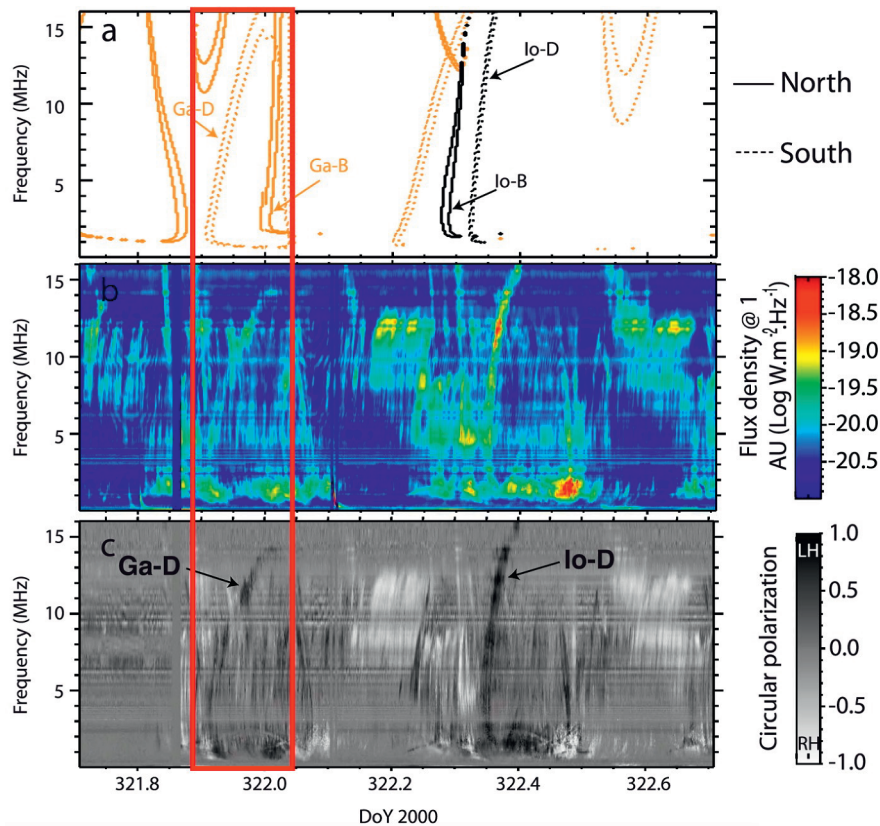 a
15
10
5
Frequency (MHz)
Ga-D
Ga-B
Io-D
Io-B
North
South
b
15
10
5
Frequency (MHz)
-18.0
-18.5
-19.0
-19.5
-20.0
-20.5
Flux density @ 1
AU (Log W.m-2.Hz-1)
c
15
10
5
Frequency (MHz)
Ga-D
Io-D
1.0
0.5
0.0
-0.5
-1.0
LH
RH
Circular polarization
321.8
322.0
322.2
322.4
322.6
DoY 2000